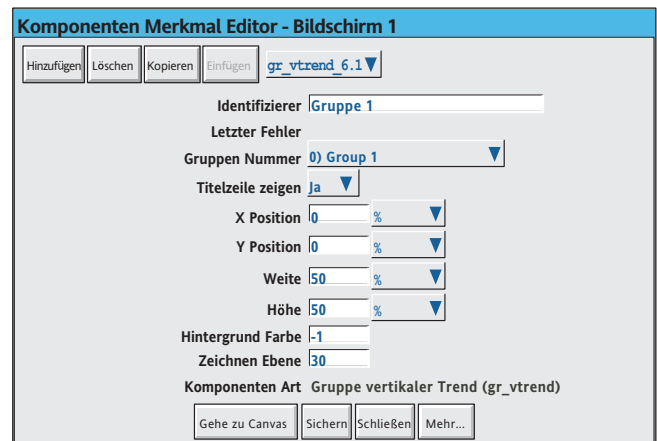 Komponenten Merkmal Editor - Bildschirm 1
Hinzufügen Löschen Kopieren Einfügen gr_vtrend_6.1
Identifizierer Gruppe 1
Letzter Fehler
Gruppen Nummer 0) Group 1
Titelzeile zeigen Ja
X Position 0 %
Y Position 0 %
Weite 50 %
Höhe 50 %
Hintergrund Farbe -1
Zeichnen Ebene 30
Komponenten Art Gruppe vertikaler Trend (gr_vtrend)
Gehe zu Canvas Sichern Schließen Mehr...